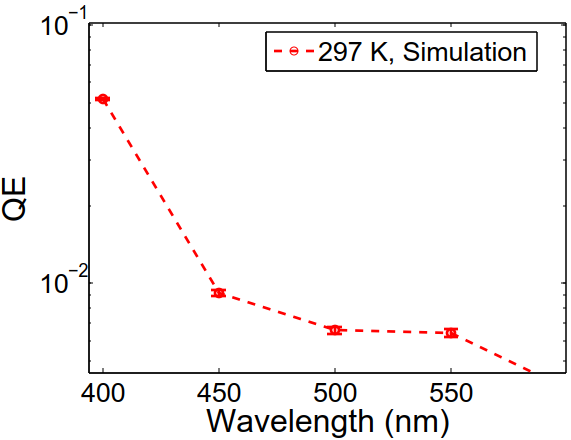 10−1
297 K, Simulation
QE
10−2
400 450 500 550
Wavelength (nm)